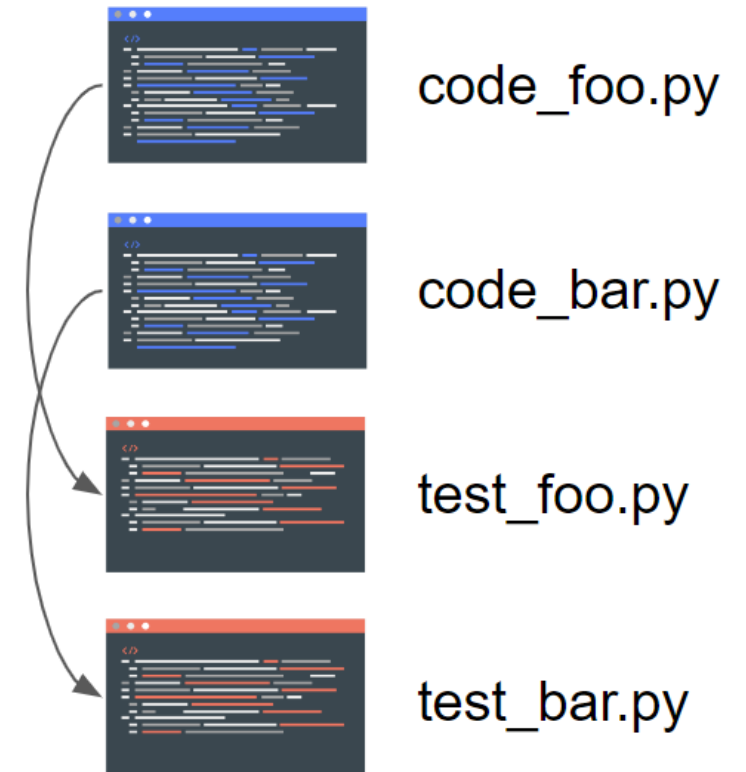 </>
code_foo.py
</>
code_bar.py
</>
test_foo.py
</>
test_bar.py